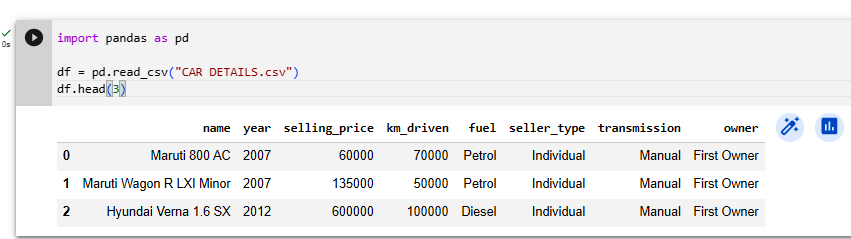 import pandas as pd
0s
df = pd.read_csv("CAR DETAILS.csv")
df.head(3)
name year selling_price km_driven fuel seller_type transmission owner
0 Maruti 800 AC 2007 60000 70000 Petrol Individual Manual First Owner
1 Maruti Wagon R LXI Minor 2007 135000 50000 Petrol Individual Manual First Owner
2 Hyundai Verna 1.6 SX 2012 600000 100000 Diesel Individual Manual First Owner